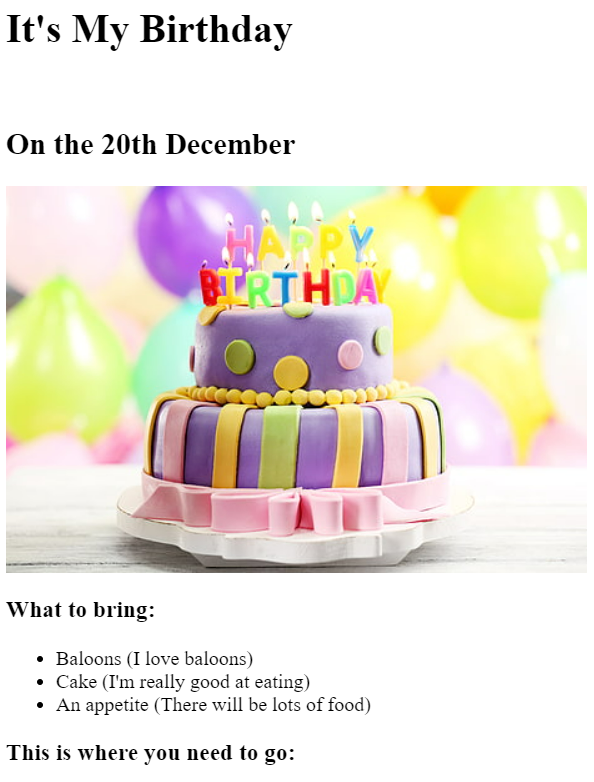 It's My Birthday
On the 20th December
HAPPY
BIRTHDAY
What to bring:
Baloons (I love baloons)
Cake (I'm really good at eating)
An appetite (There will be lots of food)
This is where you need to go: